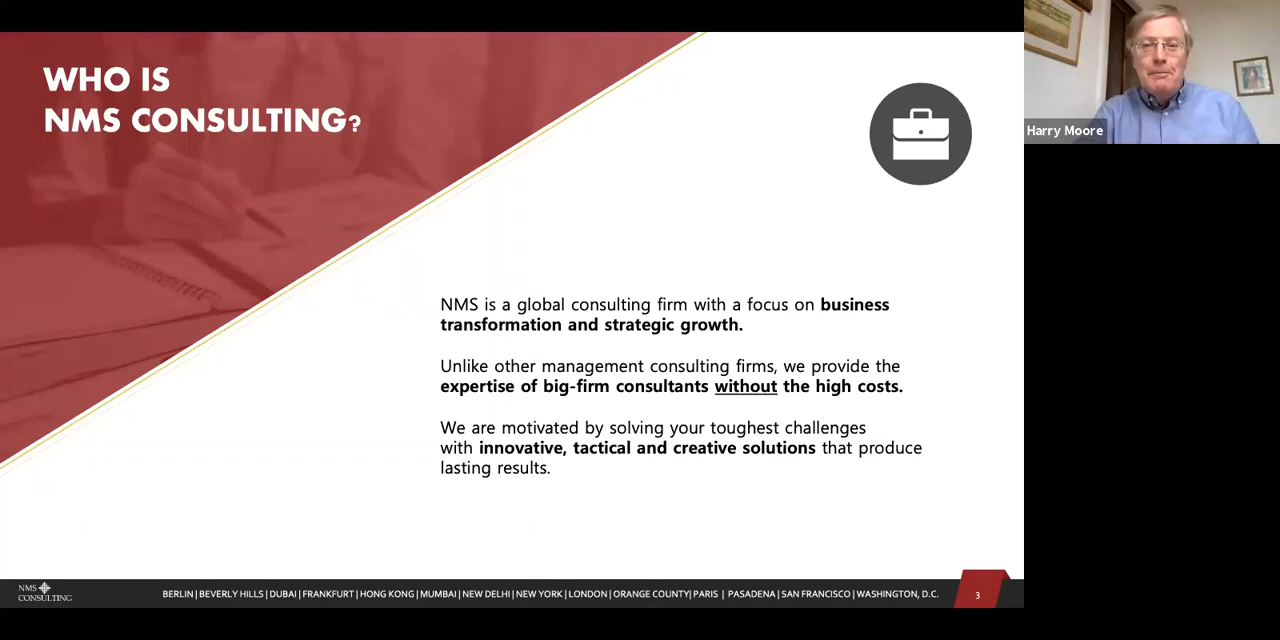 WHO IS
NMS CONSULTING?
Harry Moore
NMS is a global consulting firm with a focus on business
transformation and strategic growth.
Unlike other management consulting firms, we provide the
expertise of big-firm consultants without the high costs.
We are motivated by solving your toughest challenges
with innovative, tactical and creative solutions that produce
lasting results.
NMS
CONSULTING
BERLIN | BEVERLY HILLS | DUBAI | FRANKFURT | HONG KONG | MUMBAI | NEW DELHI | NEW YORK | LONDON | ORANGE COUNTY| PARIS | PASADENA | SAN FRANCISCO | WASHINGTON, D.C.
3